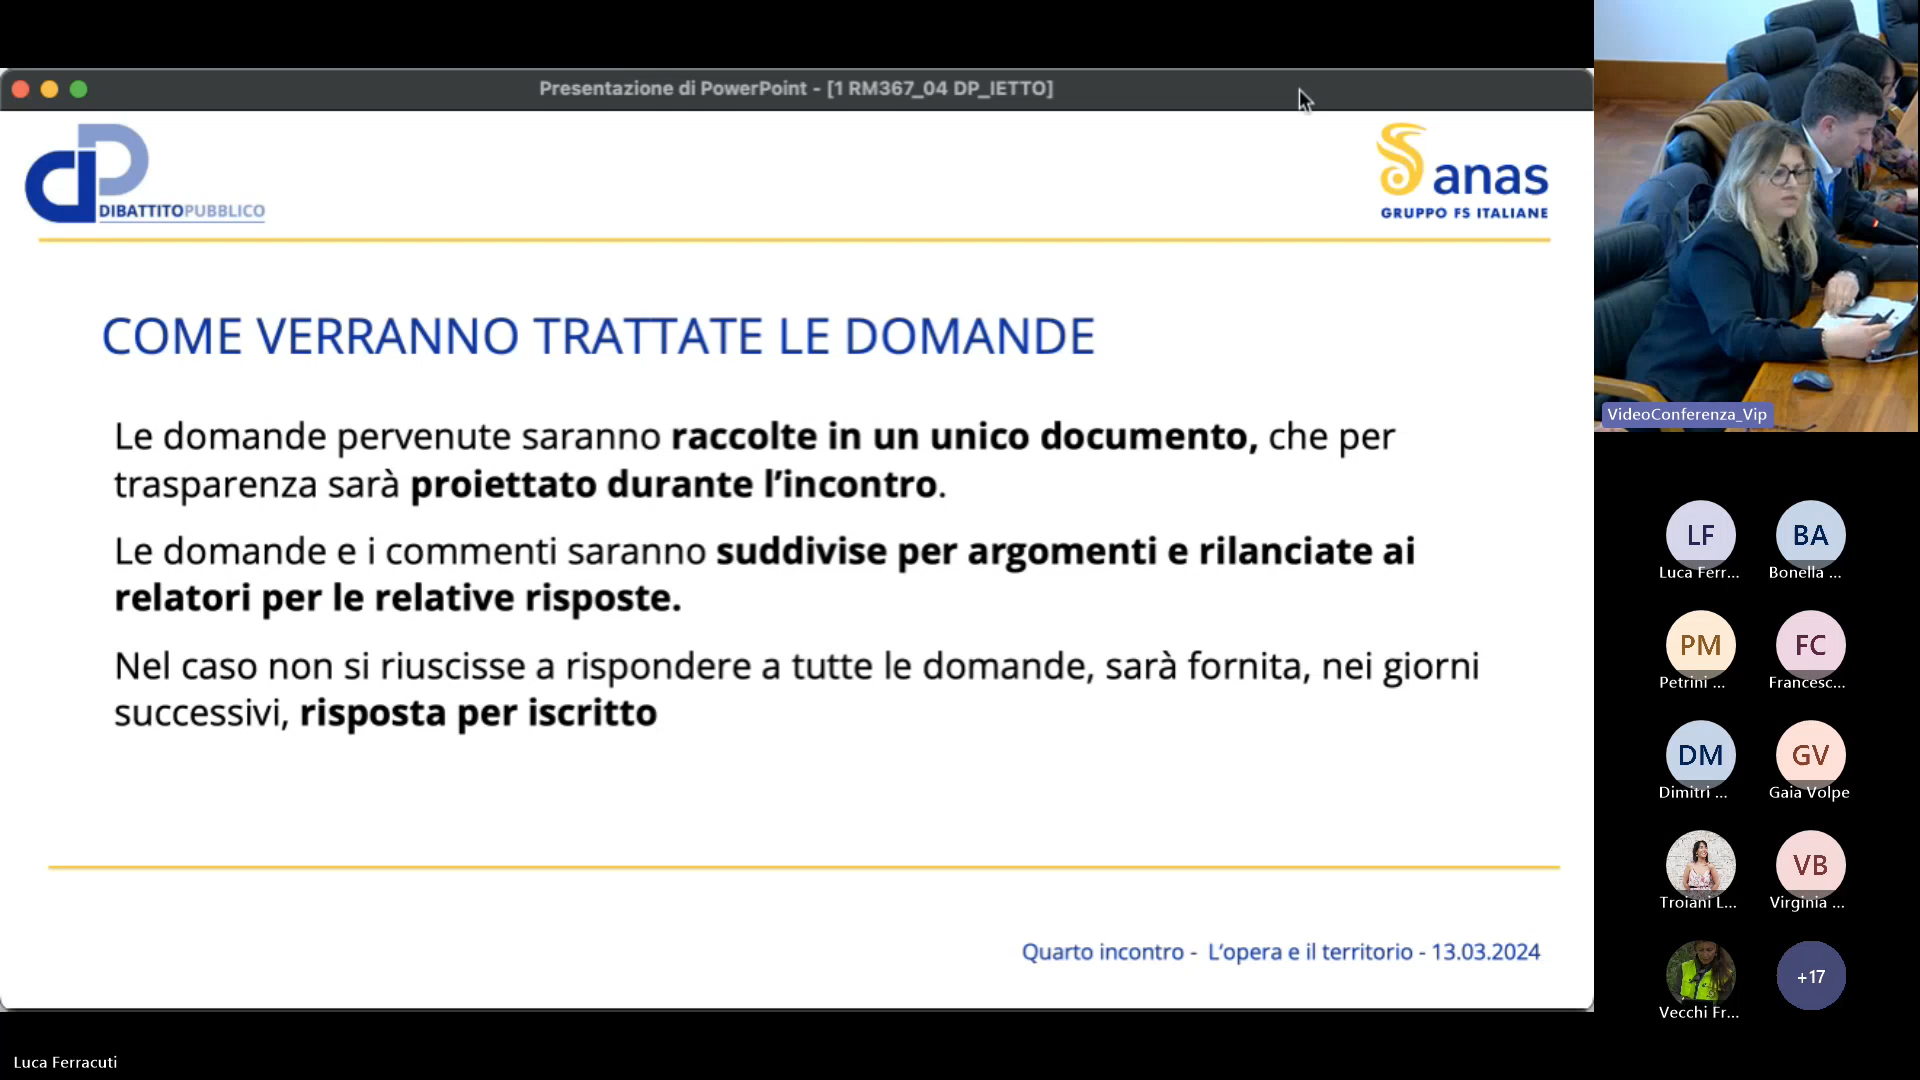 Presentazione di PowerPoint - [1 RM367_04 DP_IETTO]
DIBATTITOPUBBLICO
anas
GRUPPO FS ITALIANE
COME VERRANNO TRATTATE LE DOMANDE
Le domande pervenute saranno raccolte in un unico documento, che per
trasparenza sarà proiettato durante l’incontro.
Le domande e i commenti saranno suddivise per argomenti e rilanciate ai
relatori per le relative risposte.
Nel caso non si riuscisse a rispondere a tutte le domande, sarà fornita, nei giorni
successivi, risposta per iscritto
Quarto incontro - L’opera e il territorio - 13.03.2024
VideoConferenza_Vip
LF
Luca Ferr...
BA
Bonella ...
PM
Petrini ...
FC
Francesc...
DM
Dimitri ...
GV
Gaia Volpe
Troiani L...
VB
Virginia ...
Vecchi Fr...
+17
Luca Ferracuti